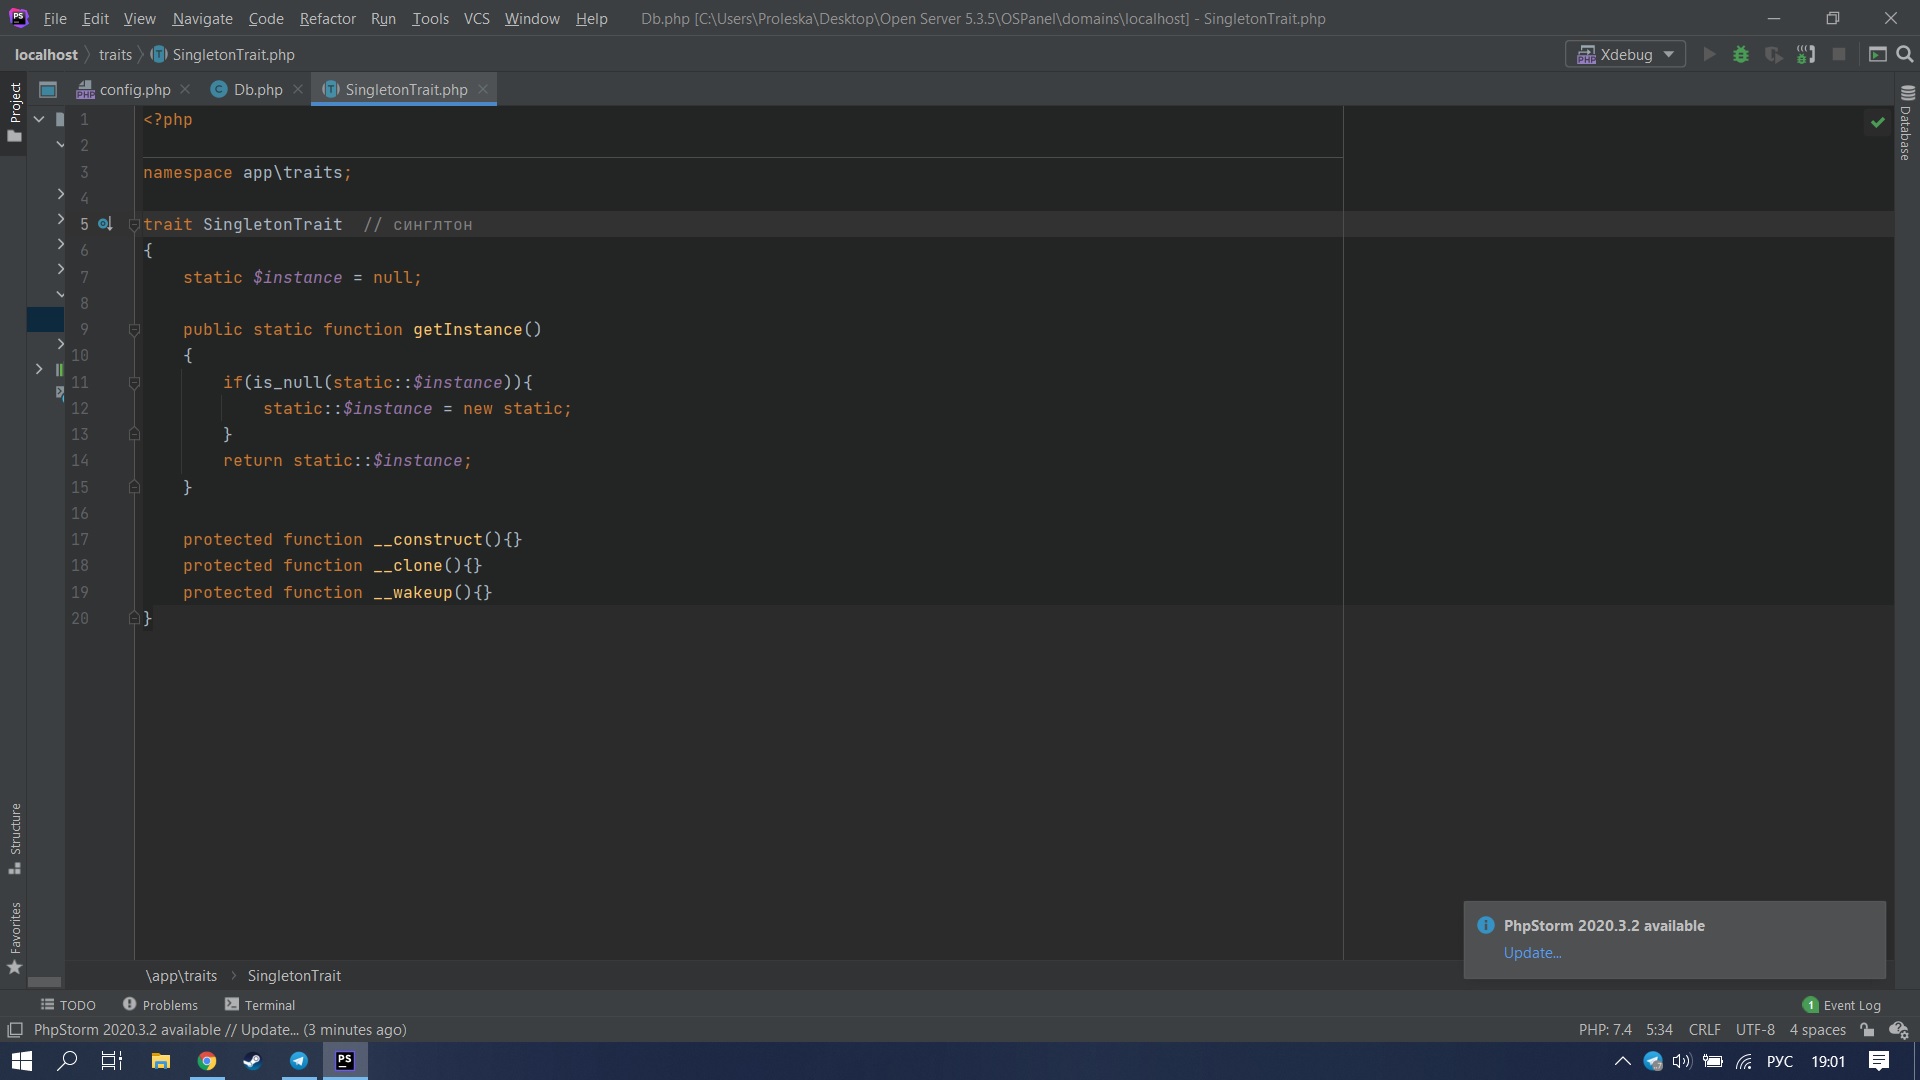 PS File Edit View Navigate Code Refactor Run Tools VCS Window Help Db.php [C:\Users\Proleska\Desktop\Open Server 5.3.5\OSPanel\domains\localhost] - SingletonTrait.php
localhost traits T SingletonTrait.php PHP Xdebug
Project
PHP config.php C Db.php T SingletonTrait.php
Database
1 <?php
2
3 namespace app\traits;
4
5 trait SingletonTrait // синглтон
6 {
7 static $instance = null;
8
9 public static function getInstance()
10 {
11 if(is_null(static::$instance)){
12 static::$instance = new static;
13 }
14 return static::$instance;
15 }
16
17 protected function __construct(){}
18 protected function __clone(){}
19 protected function __wakeup(){}
20 }
Structure
Favorites
PhpStorm 2020.3.2 available
Update...
\app\traits SingletonTrait
TODO Problems Terminal 1 Event Log
PhpStorm 2020.3.2 available // Update... (3 minutes ago) PHP: 7.4 5:34 CRLF UTF-8 4 spaces
PS РУС 19:01